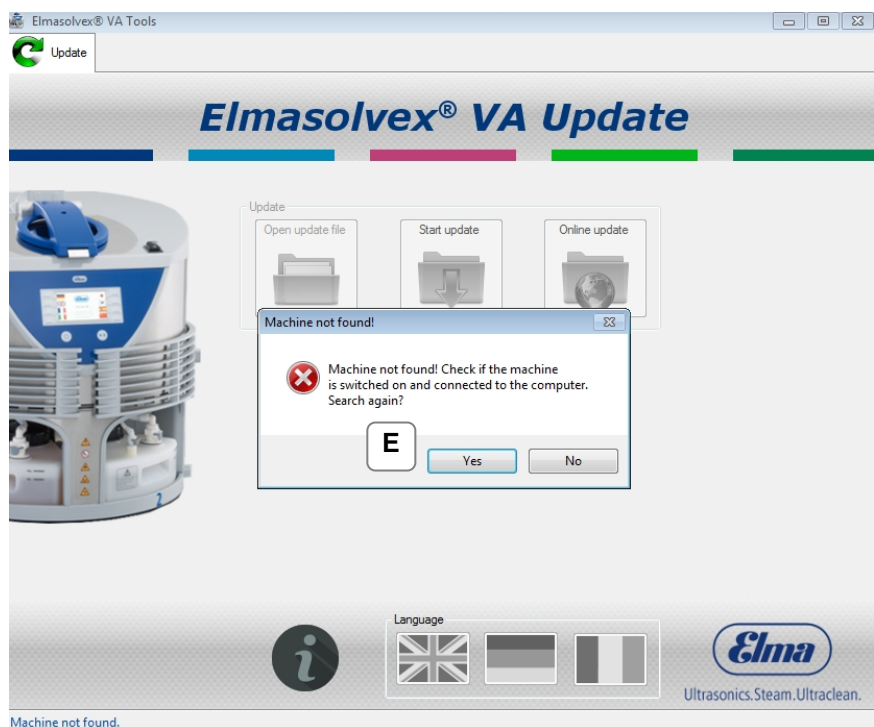 Elmasolvex® VA Tools
Update
Elmasolvex® VA Update
Update
Open update file
Start update
Online update
Machine not found!
Machine not found! Check if the machine
is switched on and connected to the computer.
Search again?
E
Yes
No
2
i
Language
Elma
Ultrasonics.Steam.Ultraclean.
Machine not found.